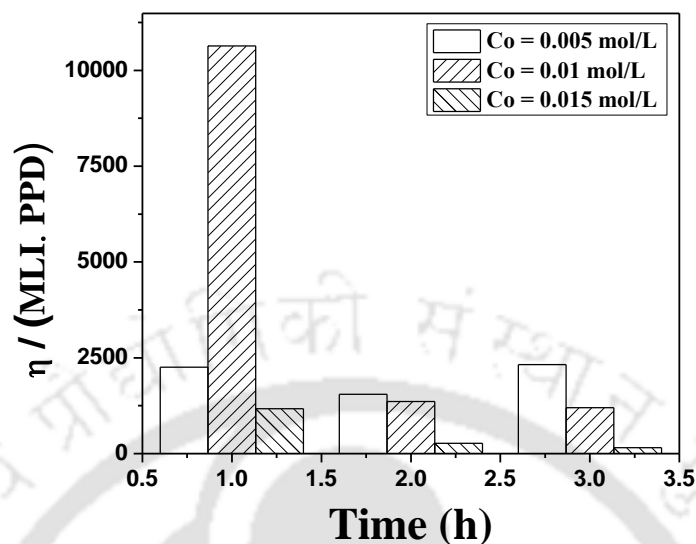 Co = 0.005 mol/L
Co = 0.01 mol/L
Co = 0.015 mol/L
10000
7500
5000
2500
0
η / (MLI. PPD)
0.5 1.0 1.5 2.0 2.5 3.0 3.5
Time (h)